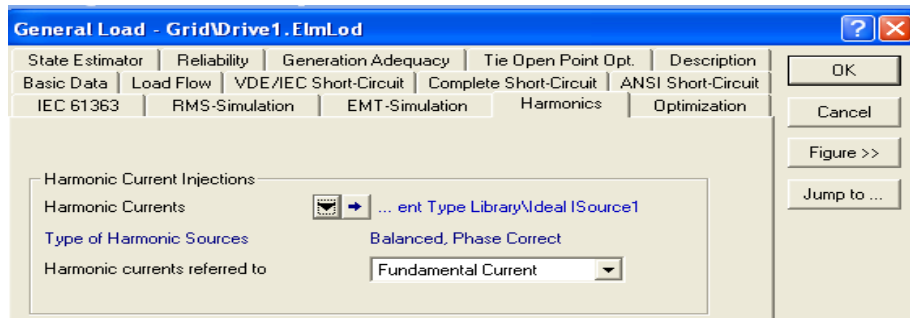 General Load - Grid\Drive1.ElmLod
State Estimator Reliability Generation Adequacy Tie Open Point Opt. Description
Basic Data Load Flow VDE/IEC Short-Circuit Complete Short-Circuit ANSI Short-Circuit
IEC 61363 RMS-Simulation EMT-Simulation Harmonics Optimization
OK
Cancel
Figure >>
Jump to ...
Harmonic Current Injections
Harmonic Currents ... ent Type Library\Ideal ISource1
Type of Harmonic Sources Balanced, Phase Correct
Harmonic currents referred to Fundamental Current